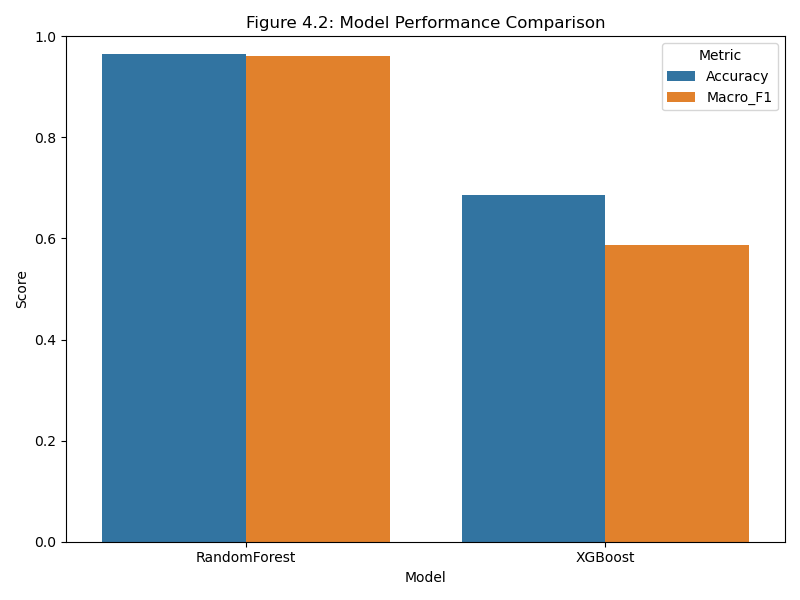 Figure 4.2: Model Performance Comparison
Metric
Accuracy
Macro_F1
1.0
0.8
0.6
0.4
0.2
0.0
Score
RandomForest
XGBoost
Model